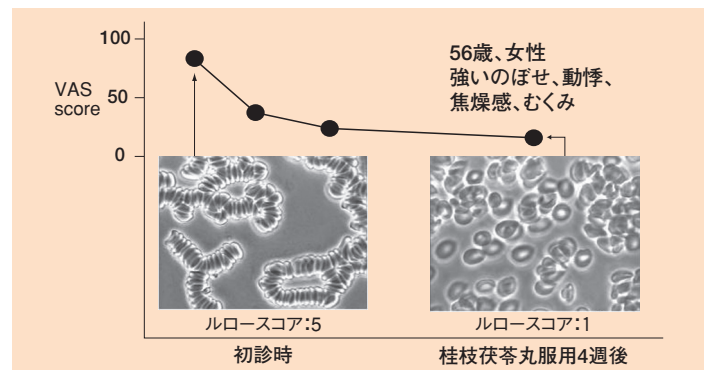 100
VAS
score
50
0
56歳、女性
強いのぼせ、動悸、
焦燥感、むくみ
ルロースコア:5
ルロースコア:1
初診時
桂枝茯苓丸服用4週後